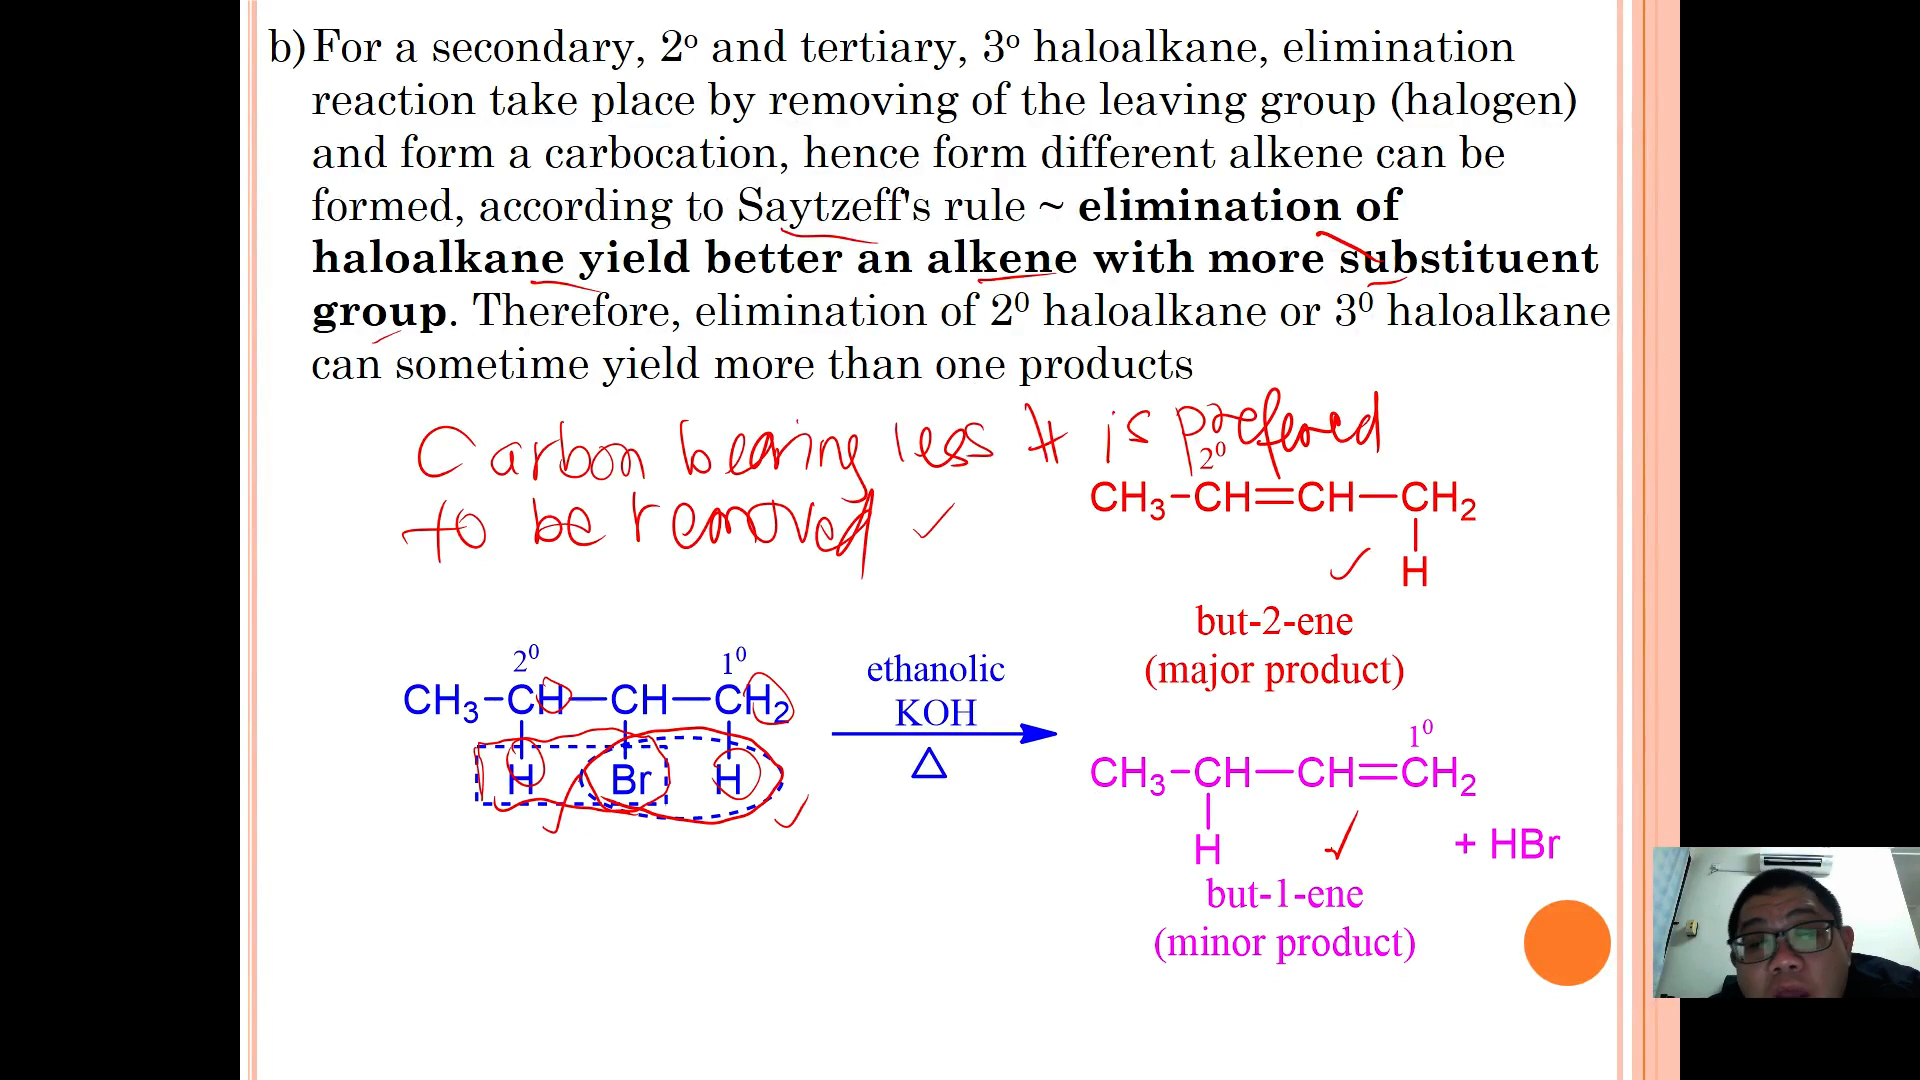 b) For a secondary, 2º and tertiary, 3º haloalkane, elimination
reaction take place by removing of the leaving group (halogen)
and form a carbocation, hence form different alkene can be
formed, according to Saytzeff's rule ~ elimination of
haloalkane yield better an alkene with more substituent
group. Therefore, elimination of 2⁰ haloalkane or 3⁰ haloalkane
can sometime yield more than one products
Carbon bearing less H is preferred
to be removed
2⁰
CH₃–CH=CH–CH₂
H
but-2-ene
(major product)
2⁰ 1⁰
CH₃–CH–CH–CH₂
H Br H
ethanolic
KOH
△
1⁰
CH₃–CH–CH=CH₂
H
+ HBr
but-1-ene
(minor product)